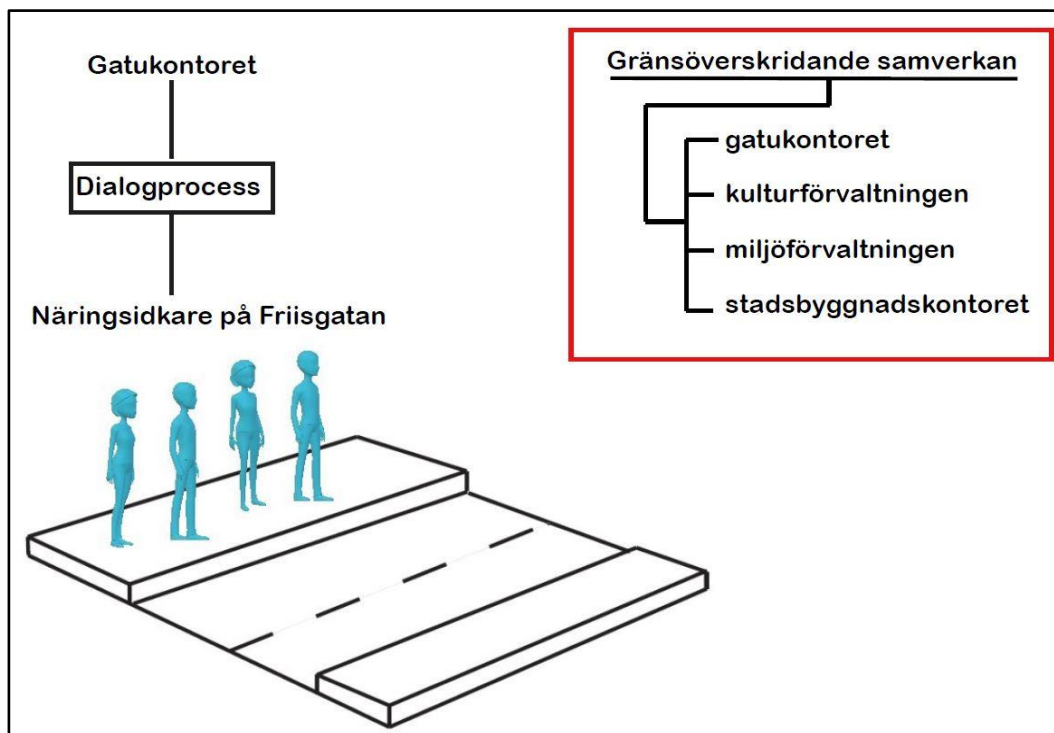 Gatukontoret
Dialogprocess
Näringsidkare på Friisgatan
Gränsöverskridande samverkan
gatukontoret
kulturförvaltningen
miljöförvaltningen
stadsbyggnadskontoret